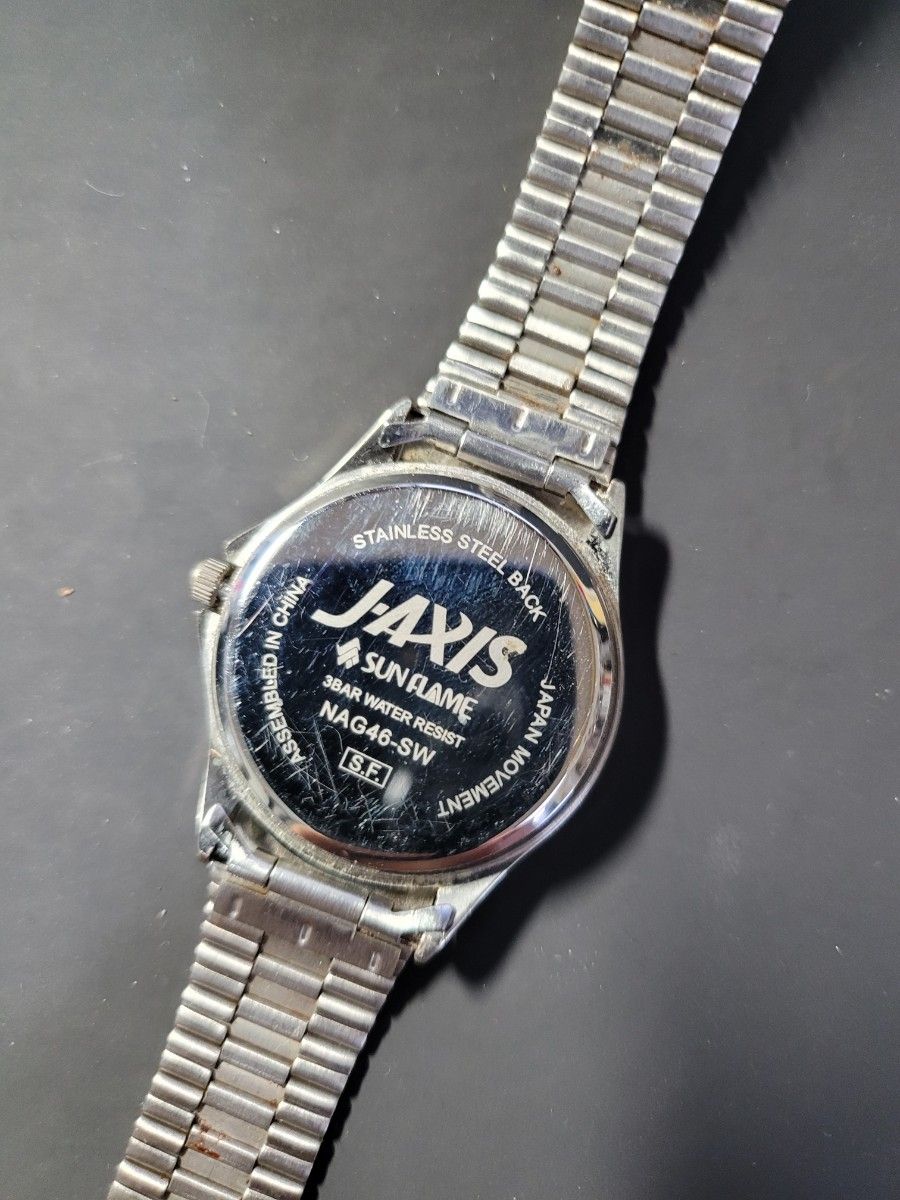 STAINLESS STEEL BACK
J-AXIS
SUN FLAME
3BAR WATER RESIST
NAG46-SW
S.F.
JAPAN MOVEMENT
ASSEMBLED IN CHINA